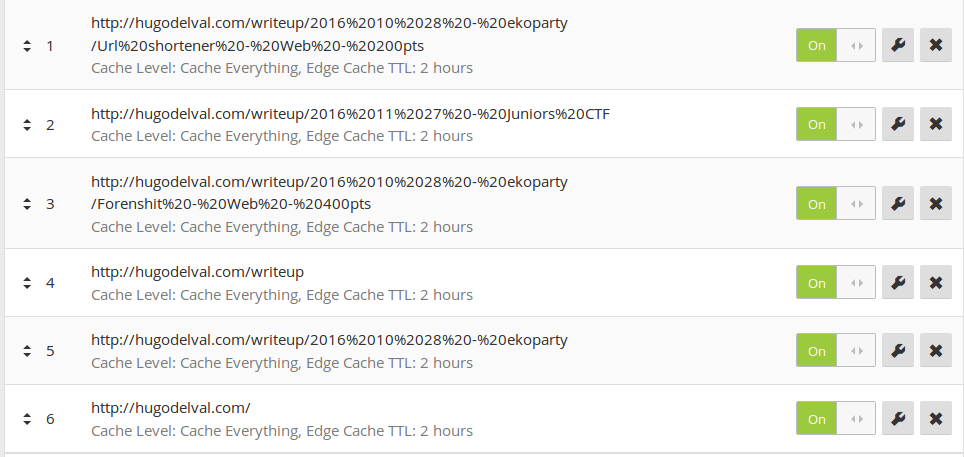 1
http://hugodelval.com/writeup/2016%2010%2028%20-%20ekoparty
/Url%20shortener%20-%20Web%20-%20200pts
Cache Level: Cache Everything, Edge Cache TTL: 2 hours
On
2
http://hugodelval.com/writeup/2016%2011%2027%20-%20Juniors%20CTF
Cache Level: Cache Everything, Edge Cache TTL: 2 hours
On
3
http://hugodelval.com/writeup/2016%2010%2028%20-%20ekoparty
/Forenshit%20-%20Web%20-%20400pts
Cache Level: Cache Everything, Edge Cache TTL: 2 hours
On
4
http://hugodelval.com/writeup
Cache Level: Cache Everything, Edge Cache TTL: 2 hours
On
5
http://hugodelval.com/writeup/2016%2010%2028%20-%20ekoparty
Cache Level: Cache Everything, Edge Cache TTL: 2 hours
On
6
http://hugodelval.com/
Cache Level: Cache Everything, Edge Cache TTL: 2 hours
On